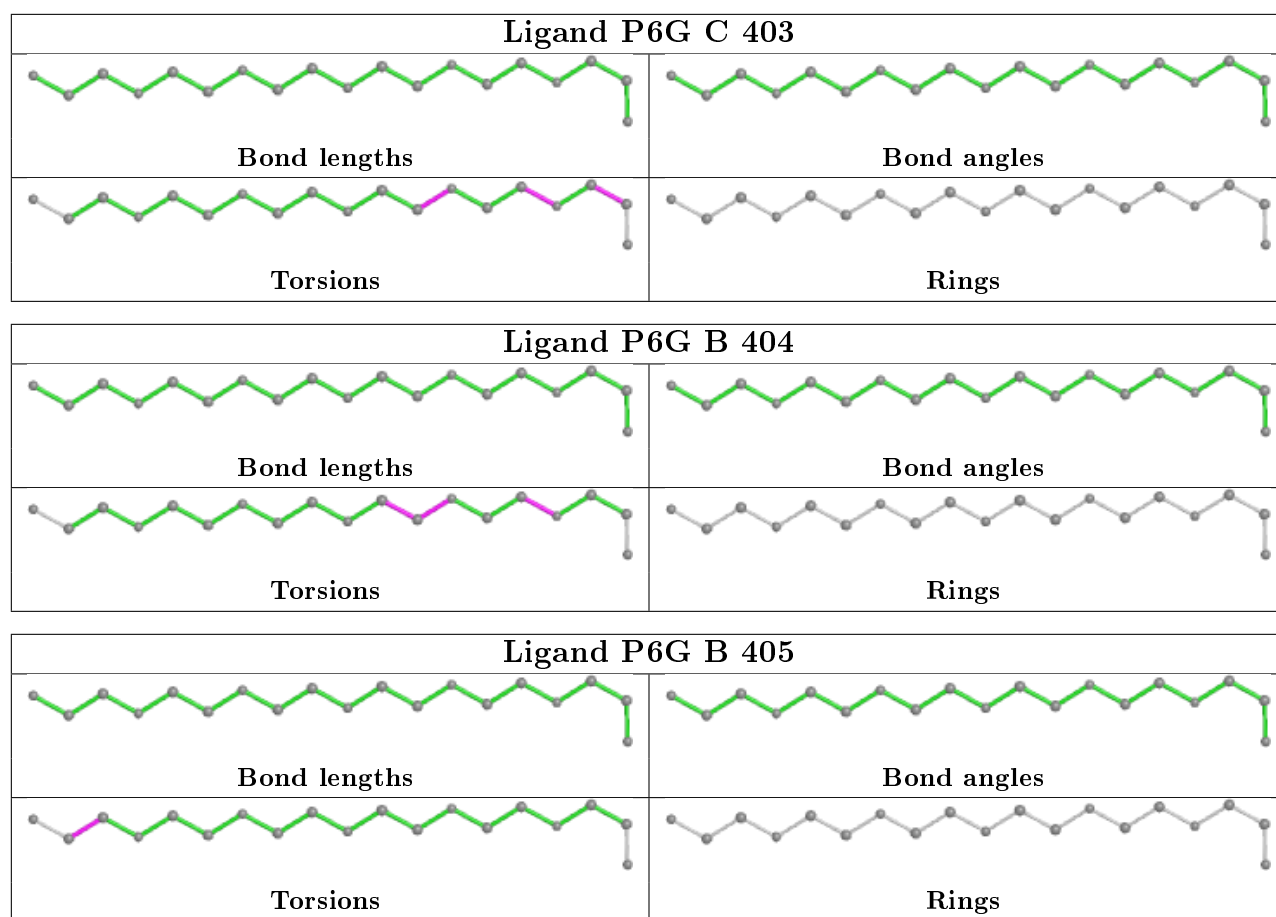 Ligand P6G C 403
Bond lengths Bond angles
Torsions Rings
Ligand P6G B 404
Bond lengths Bond angles
Torsions Rings
Ligand P6G B 405
Bond lengths Bond angles
Torsions Rings